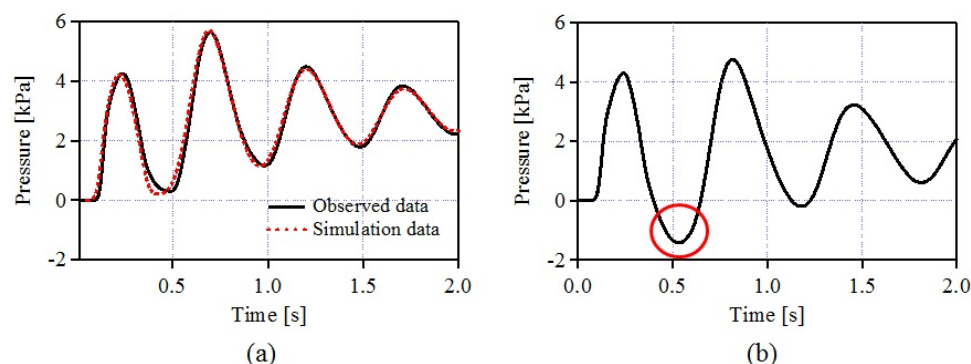 6
4
2
0
-2
Pressure [kPa]
Observed data
Simulation data
0.5
1.0
1.5
2.0
Time [s]
(a)
6
4
2
0
-2
Pressure [kPa]
0.0
0.5
1.0
1.5
2.0
Time [s]
(b)